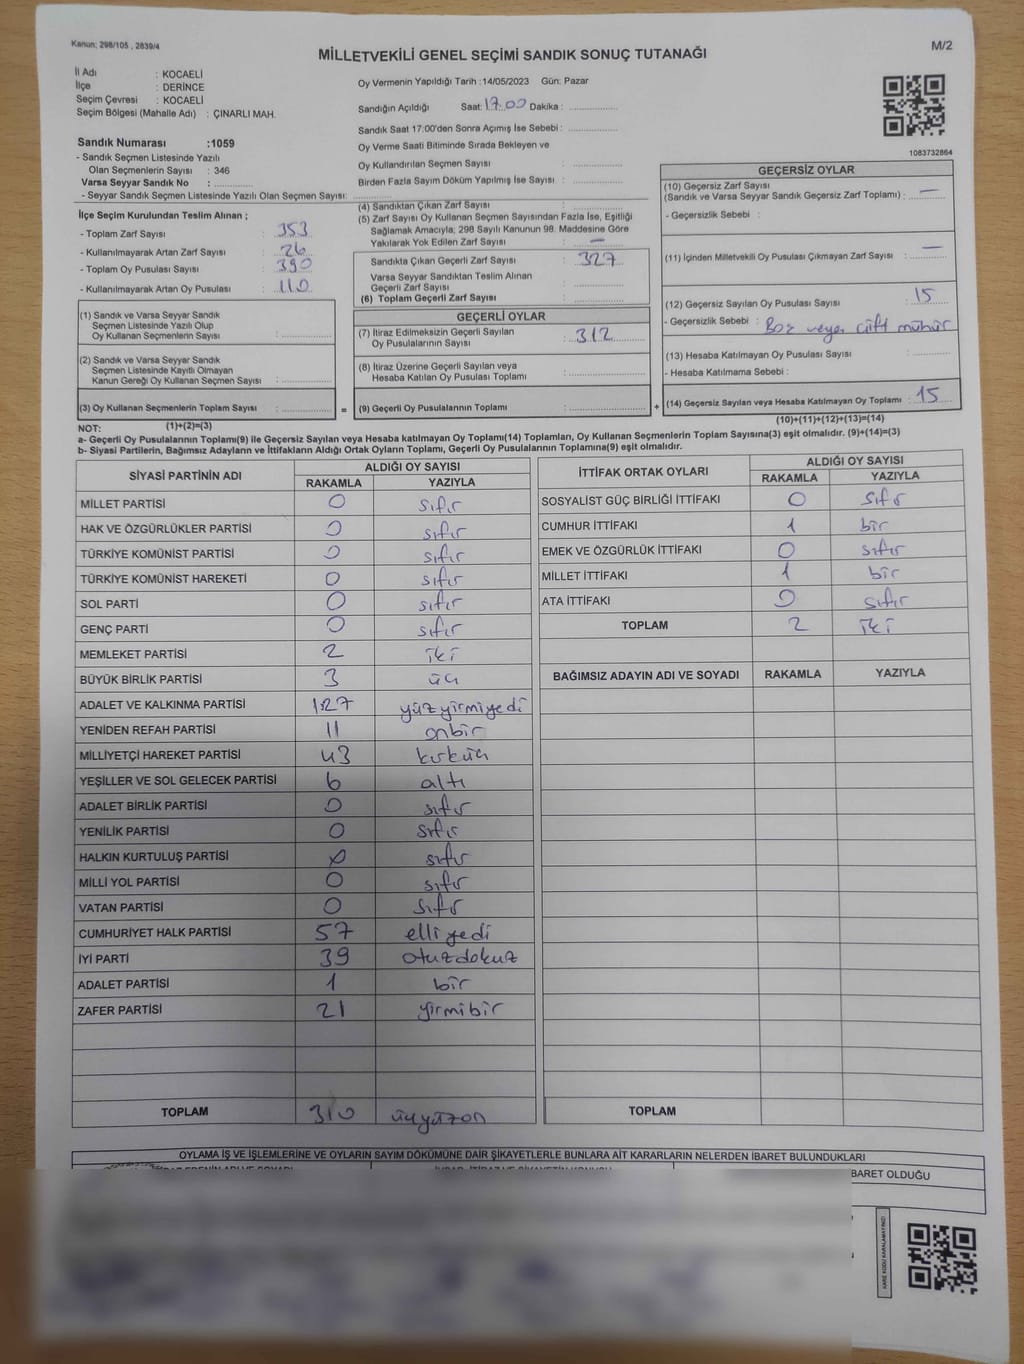 Kanun: 298/105 , 2839/4
M/2
MİLLETVEKİLİ GENEL SEÇİMİ SANDIK SONUÇ TUTANAĞI
İl Adı : KOCAELİ
İlçe : DERİNCE
Seçim Çevresi : KOCAELİ
Seçim Bölgesi (Mahalle Adı) : ÇINARLI MAH.
Sandık Numarası :1059
- Sandık Seçmen Listesinde Yazılı
Olan Seçmenlerin Sayısı : 346
Varsa Seyyar Sandık No :
- Seyyar Sandık Seçmen Listesinde Yazılı Olan Seçmen Sayısı:
Oy Vermenin Yapıldığı Tarih :14/05/2023 Gün: Pazar
Sandığın Açıldığı Saat: 17.00 Dakika :
Sandık Saat 17:00'den Sonra Açımış İse Sebebi :
Oy Verme Saati Bitiminde Sırada Bekleyen ve
Oy Kullandırılan Seçmen Sayısı :
Birden Fazla Sayım Döküm Yapılmış İse Sayısı :
1083732864
İlçe Seçim Kurulundan Teslim Alınan ;
- Toplam Zarf Sayısı : 353
- Kullanılmayarak Artan Zarf Sayısı : 26
- Toplam Oy Pusulası Sayısı : 390
- Kullanılmayarak Artan Oy Pusulası : 110
(1) Sandık ve Varsa Seyyar Sandık
Seçmen Listesinde Yazılı Olup
Oy Kullanan Seçmenlerin Sayısı :
(2) Sandık ve Varsa Seyyar Sandık
Seçmen Listesinde Kayıtlı Olmayan
Kanun Gereği Oy Kullanan Seçmen Sayısı :
(3) Oy Kullanan Seçmenlerin Toplam Sayısı :
(4) Sandıktan Çıkan Zarf Sayısı :
(5) Zarf Sayısı Oy Kullanan Seçmen Sayısından Fazla İse, Eşitliği
Sağlamak Amacıyla; 298 Sayılı Kanunun 98. Maddesine Göre
Yakılarak Yok Edilen Zarf Sayısı : —
Sandıkta Çıkan Geçerli Zarf Sayısı : 327
Varsa Seyyar Sandıktan Teslim Alınan
Geçerli Zarf Sayısı :
(6) Toplam Geçerli Zarf Sayısı :
GEÇERLİ OYLAR
(7) İtiraz Edilmeksizin Geçerli Sayılan
Oy Pusulalarının Sayısı : 312
(8) İtiraz Üzerine Geçerli Sayılan veya
Hesaba Katılan Oy Pusulası Toplamı :
= (9) Geçerli Oy Pusulalarının Toplamı : +
GEÇERSİZ OYLAR
(10) Geçersiz Zarf Sayısı
(Sandık ve Varsa Seyyar Sandık Geçersiz Zarf Toplamı) : —
- Geçersizlik Sebebi :
(11) İçinden Milletvekili Oy Pusulası Çıkmayan Zarf Sayısı : —
(12) Geçersiz Sayılan Oy Pusulası Sayısı : 15
- Geçersizlik Sebebi : Boz veya çift mühür
(13) Hesaba Katılmayan Oy Pusulası Sayısı :
- Hesaba Katılmama Sebebi :
(14) Geçersiz Sayılan veya Hesaba Katılmayan Oy Toplamı : 15
NOT: (1)+(2)=(3) (10)+(11)+(12)+(13)=(14)
a- Geçerli Oy Pusulalarının Toplamı(9) ile Geçersiz Sayılan veya Hesaba katılmayan Oy Toplamı(14) Toplamları, Oy Kullanan Seçmenlerin Toplam Sayısına(3) eşit olmalıdır. (9)+(14)=(3)
b- Siyasi Partilerin, Bağımsız Adayların ve İttifakların Aldığı Ortak Oyların Toplamı, Geçerli Oy Pusulalarının Toplamına(9) eşit olmalıdır.
SİYASİ PARTİNİN ADI ALDIĞI OY SAYISI
RAKAMLA YAZIYLA
MİLLET PARTİSİ 0 sıfır
HAK VE ÖZGÜRLÜKLER PARTİSİ 0 sıfır
TÜRKİYE KOMÜNİST PARTİSİ 0 sıfır
TÜRKİYE KOMÜNİST HAREKETİ 0 sıfır
SOL PARTİ 0 sıfır
GENÇ PARTİ 0 sıfır
MEMLEKET PARTİSİ 2 iki
BÜYÜK BİRLİK PARTİSİ 3 üç
ADALET VE KALKINMA PARTİSİ 127 yüzyirmiyedi
YENİDEN REFAH PARTİSİ 11 onbir
MİLLİYETÇİ HAREKET PARTİSİ 43 kırküç
YEŞİLLER VE SOL GELECEK PARTİSİ 6 altı
ADALET BİRLİK PARTİSİ 0 sıfır
YENİLİK PARTİSİ 0 sıfır
HALKIN KURTULUŞ PARTİSİ 0 sıfır
MİLLİ YOL PARTİSİ 0 sıfır
VATAN PARTİSİ 0 sıfır
CUMHURİYET HALK PARTİSİ 57 elliyedi
İYİ PARTİ 39 otuzdokuz
ADALET PARTİSİ 1 bir
ZAFER PARTİSİ 21 yirmibir
TOPLAM 310 üçyüzon
İTTİFAK ORTAK OYLARI ALDIĞI OY SAYISI
RAKAMLA YAZIYLA
SOSYALİST GÜÇ BİRLİĞİ İTTİFAKI 0 sıfır
CUMHUR İTTİFAKI 1 bir
EMEK VE ÖZGÜRLÜK İTTİFAKI 0 sıfır
MİLLET İTTİFAKI 1 bir
ATA İTTİFAKI 0 sıfır
TOPLAM 2 iki
BAĞIMSIZ ADAYIN ADI VE SOYADI RAKAMLA YAZIYLA
TOPLAM
OYLAMA İŞ VE İŞLEMLERİNE VE OYLARIN SAYIM DÖKÜMÜNE DAİR ŞİKAYETLERLE BUNLARA AİT KARARLARIN NELERDEN İBARET BULUNDUKLARI
BARET OLDUĞU
KARE KODU KARALAMAYINIZ!